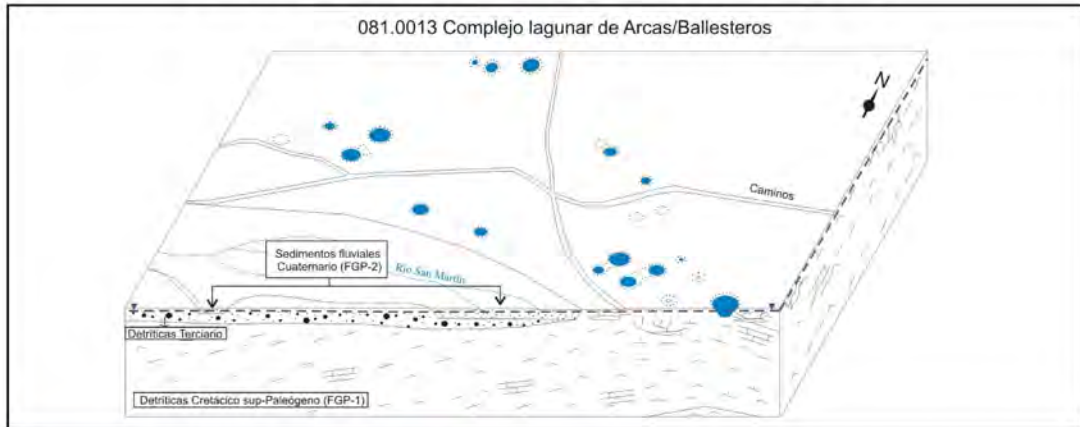 081.0013 Complejo lagunar de Arcas/Ballesteros
N
Caminos
Sedimentos fluviales
Cuaternario (FGP-2)
Río San Martín
Detríticas Terciario
Detríticas Cretácico sup-Paleógeno (FGP-1)